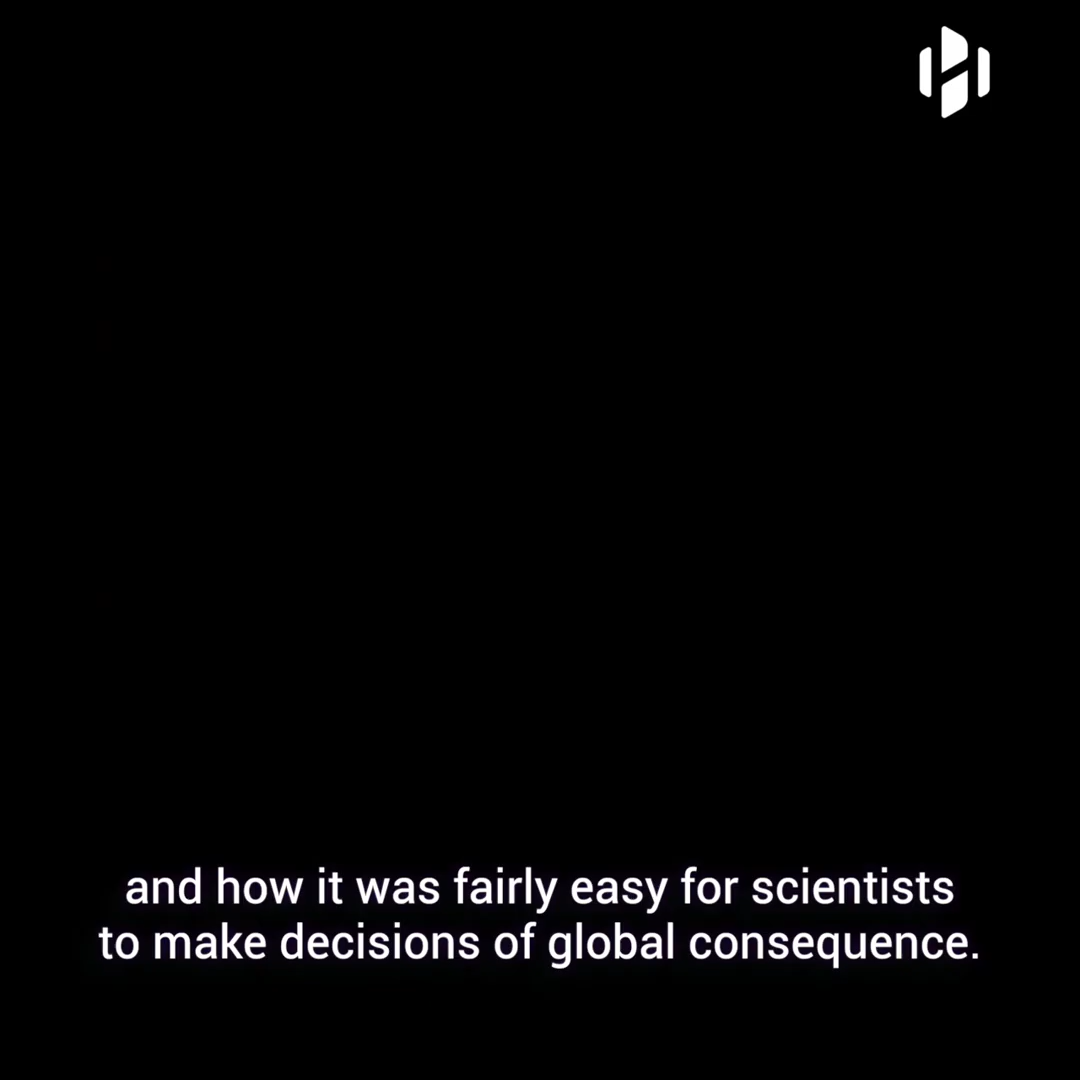 and how it was fairly easy for scientists
to make decisions of global consequence.